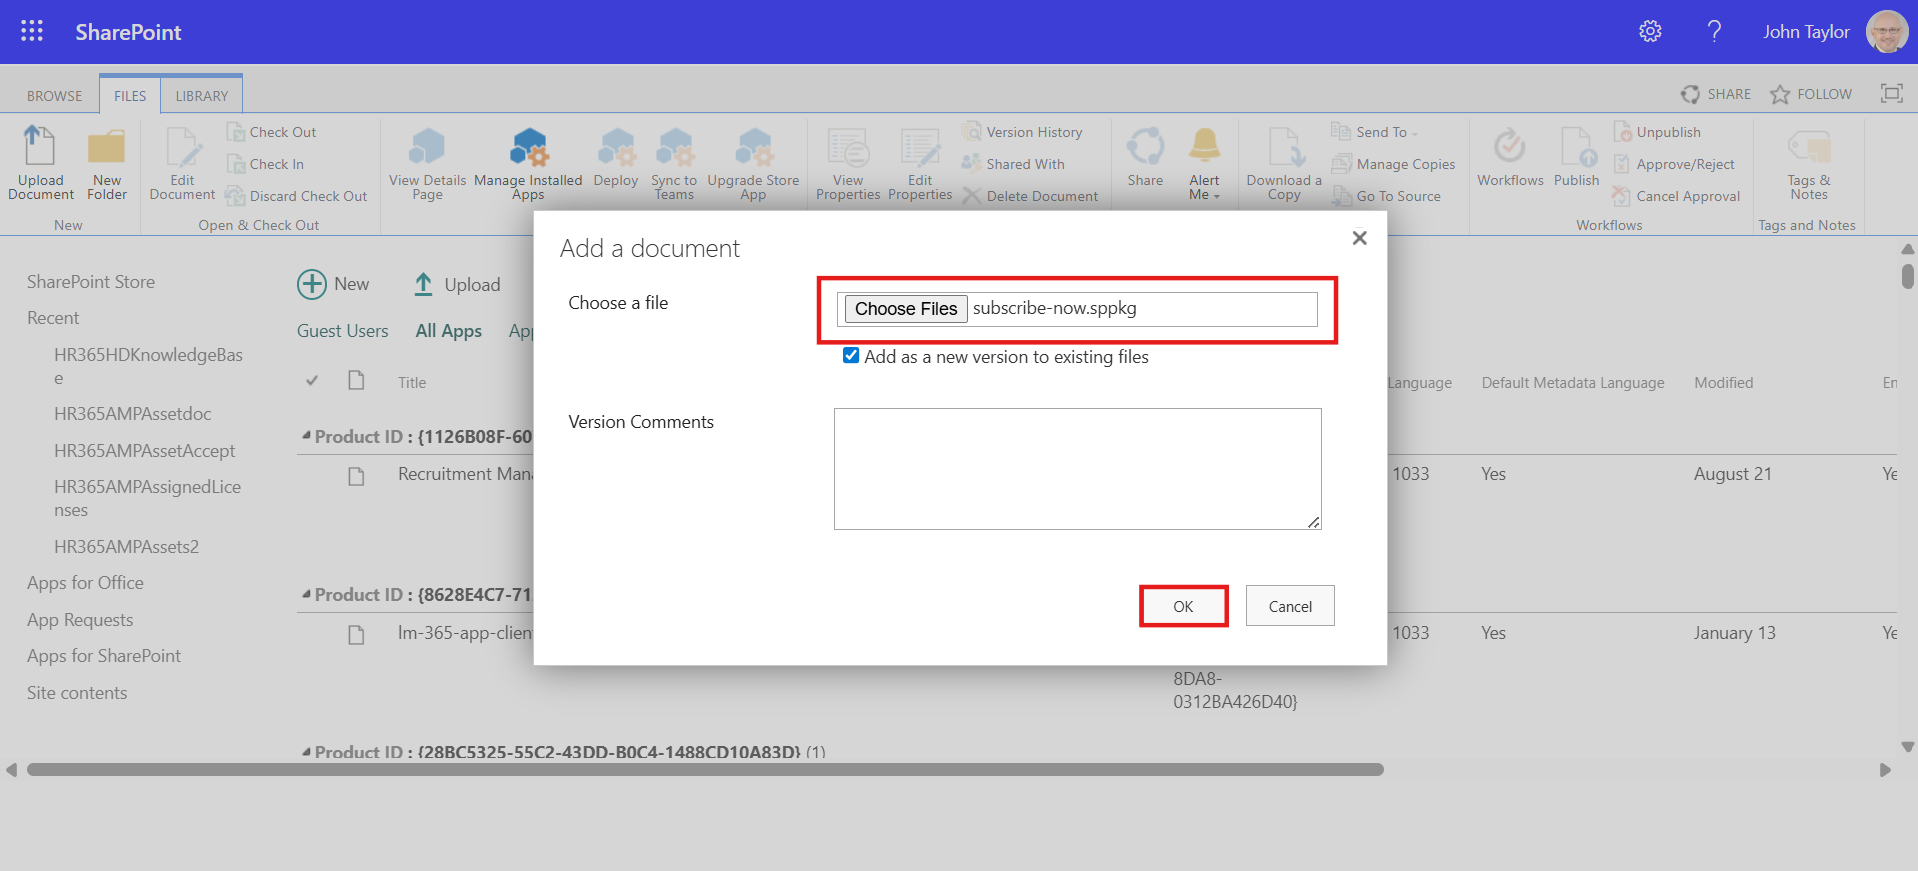 SharePoint
? John Taylor
BROWSE FILES LIBRARY SHARE FOLLOW
Upload Document
New Folder
New
Edit Document
Check Out
Check In
Discard Check Out
Open & Check Out
View Details Page
Manage Installed Apps
Deploy
Sync to Teams
Upgrade Store App
View Properties
Edit Properties
Version History
Shared With
Delete Document
Share
Alert Me
Download a Copy
Send To
Manage Copies
Go To Source
Workflows
Publish
Unpublish
Approve/Reject
Cancel Approval
Workflows
Tags & Notes
Tags and Notes
SharePoint Store
Recent
HR365HDKnowledgeBas
e
HR365AMPAssetdoc
HR365AMPAssetAccept
HR365AMPAssignedLice
nses
HR365AMPAssets2
Apps for Office
App Requests
Apps for SharePoint
Site contents
New Upload
Guest Users All Apps App
Title Language Default Metadata Language Modified En
Product ID : {1126B08F-60
Recruitment Man 1033 Yes August 21 Ye
Product ID : {8628E4C7-71
lm-365-app-client 1033 Yes January 13 Ye
8DA8-
0312BA426D40}
Product ID : {28BC5325-55C2-43DD-B0C4-1488CD10A83D} (1)
Add a document
Choose a file
Choose Files subscribe-now.sppkg
Add as a new version to existing files
Version Comments
OK Cancel